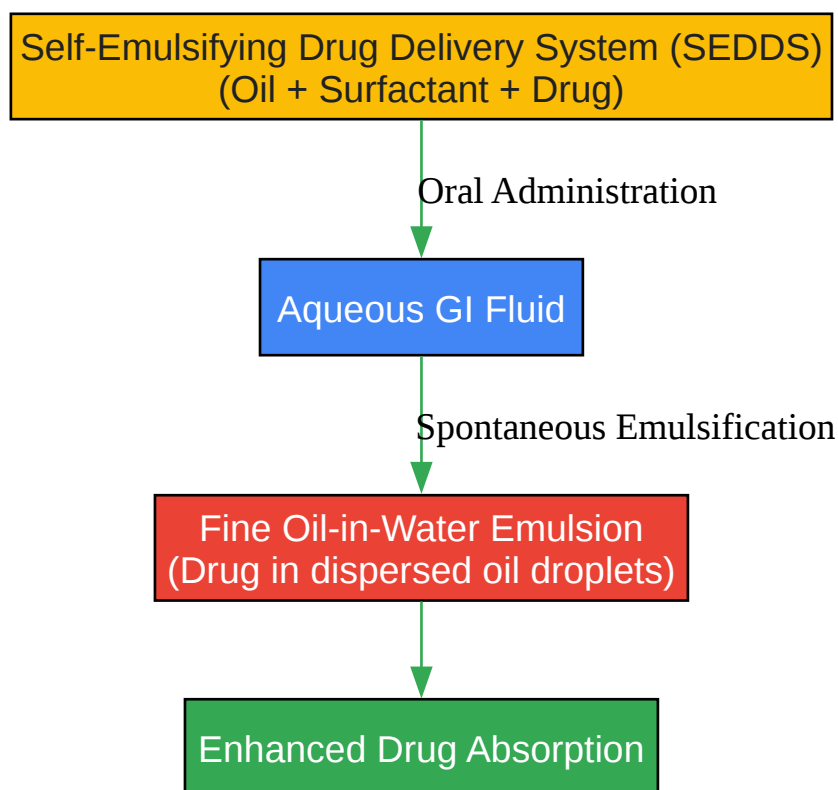 Self-Emulsifying Drug Delivery System (SEDDS)
(Oil + Surfactant + Drug)
Oral Administration
Aqueous GI Fluid
Spontaneous Emulsification
Fine Oil-in-Water Emulsion
(Drug in dispersed oil droplets)
Enhanced Drug Absorption